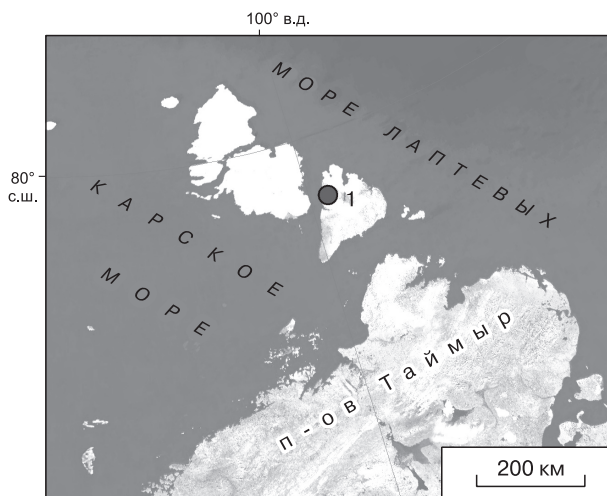 100° в.д.
МОРЕ ЛАПТЕВЫХ
80°
с.ш.
1
КАРСКОЕ
МОРЕ
п-ов Таймыр
200 км